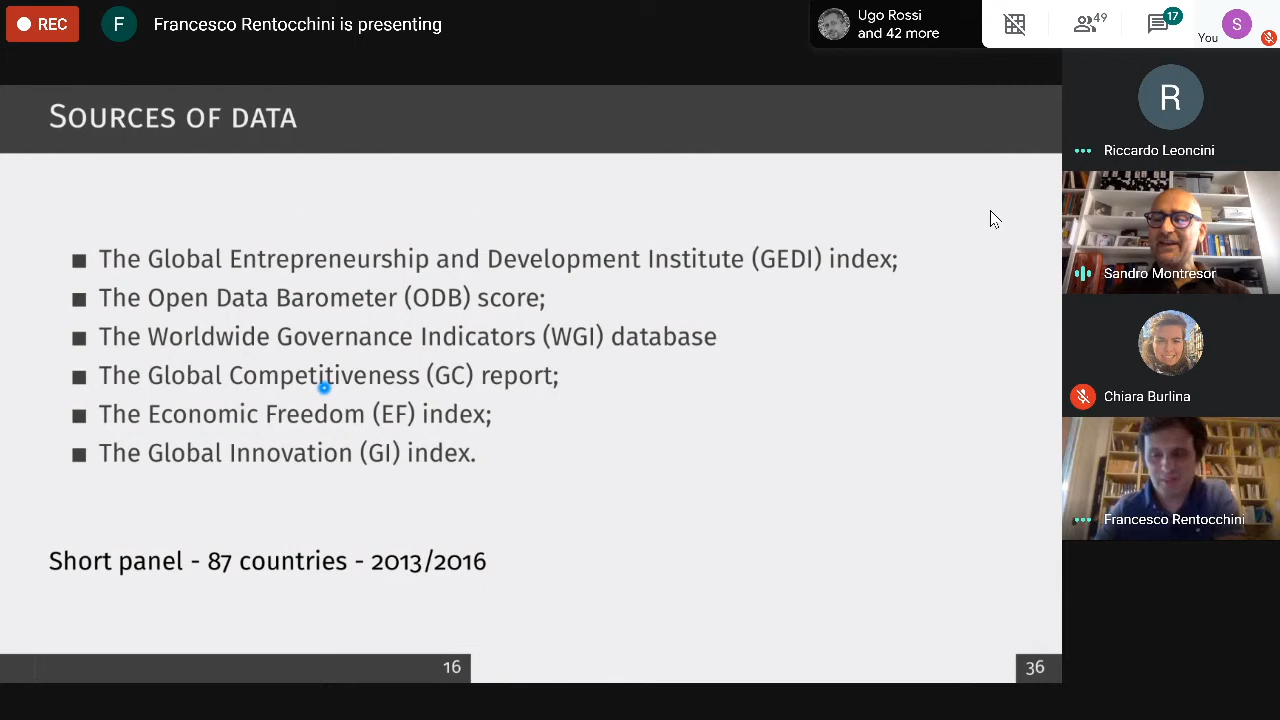 REC
F
Francesco Rentocchini is presenting
Ugo Rossi
and 42 more
49
17
You
S
SOURCES OF DATA
R
Riccardo Leoncini
Sandro Montresor
Chiara Burlina
Francesco Rentocchini
■ The Global Entrepreneurship and Development Institute (GEDI) index;
■ The Open Data Barometer (ODB) score;
■ The Worldwide Governance Indicators (WGI) database
■ The Global Competitiveness (GC) report;
■ The Economic Freedom (EF) index;
■ The Global Innovation (GI) index.
Short panel - 87 countries - 2013/2016
16
36